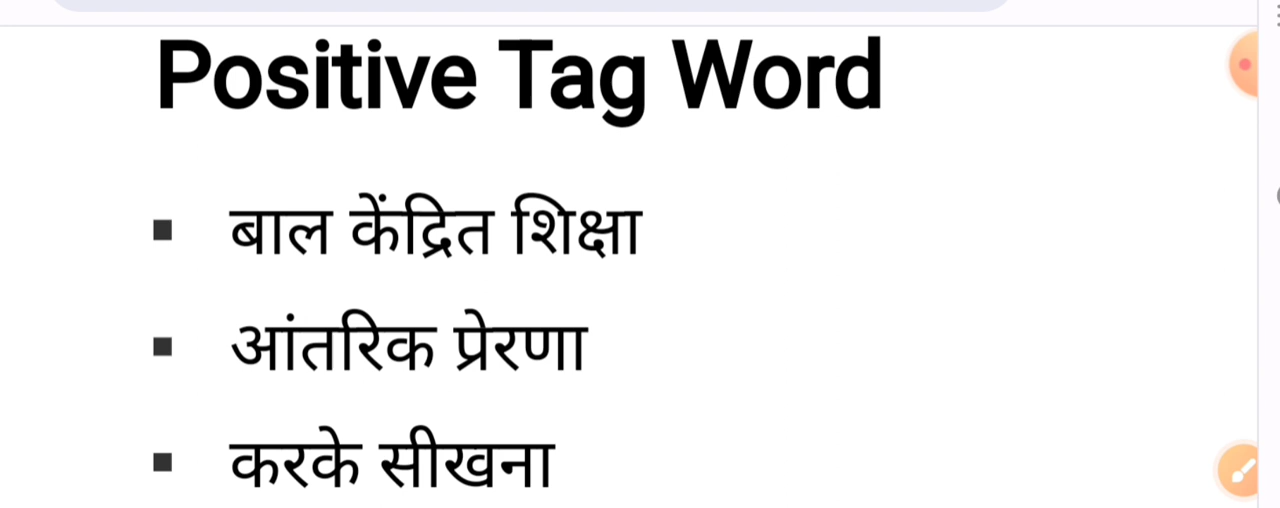 Positive Tag Word
▪ बाल केंद्रित शिक्षा
▪ आंतरिक प्रेरणा
▪ करके सीखना